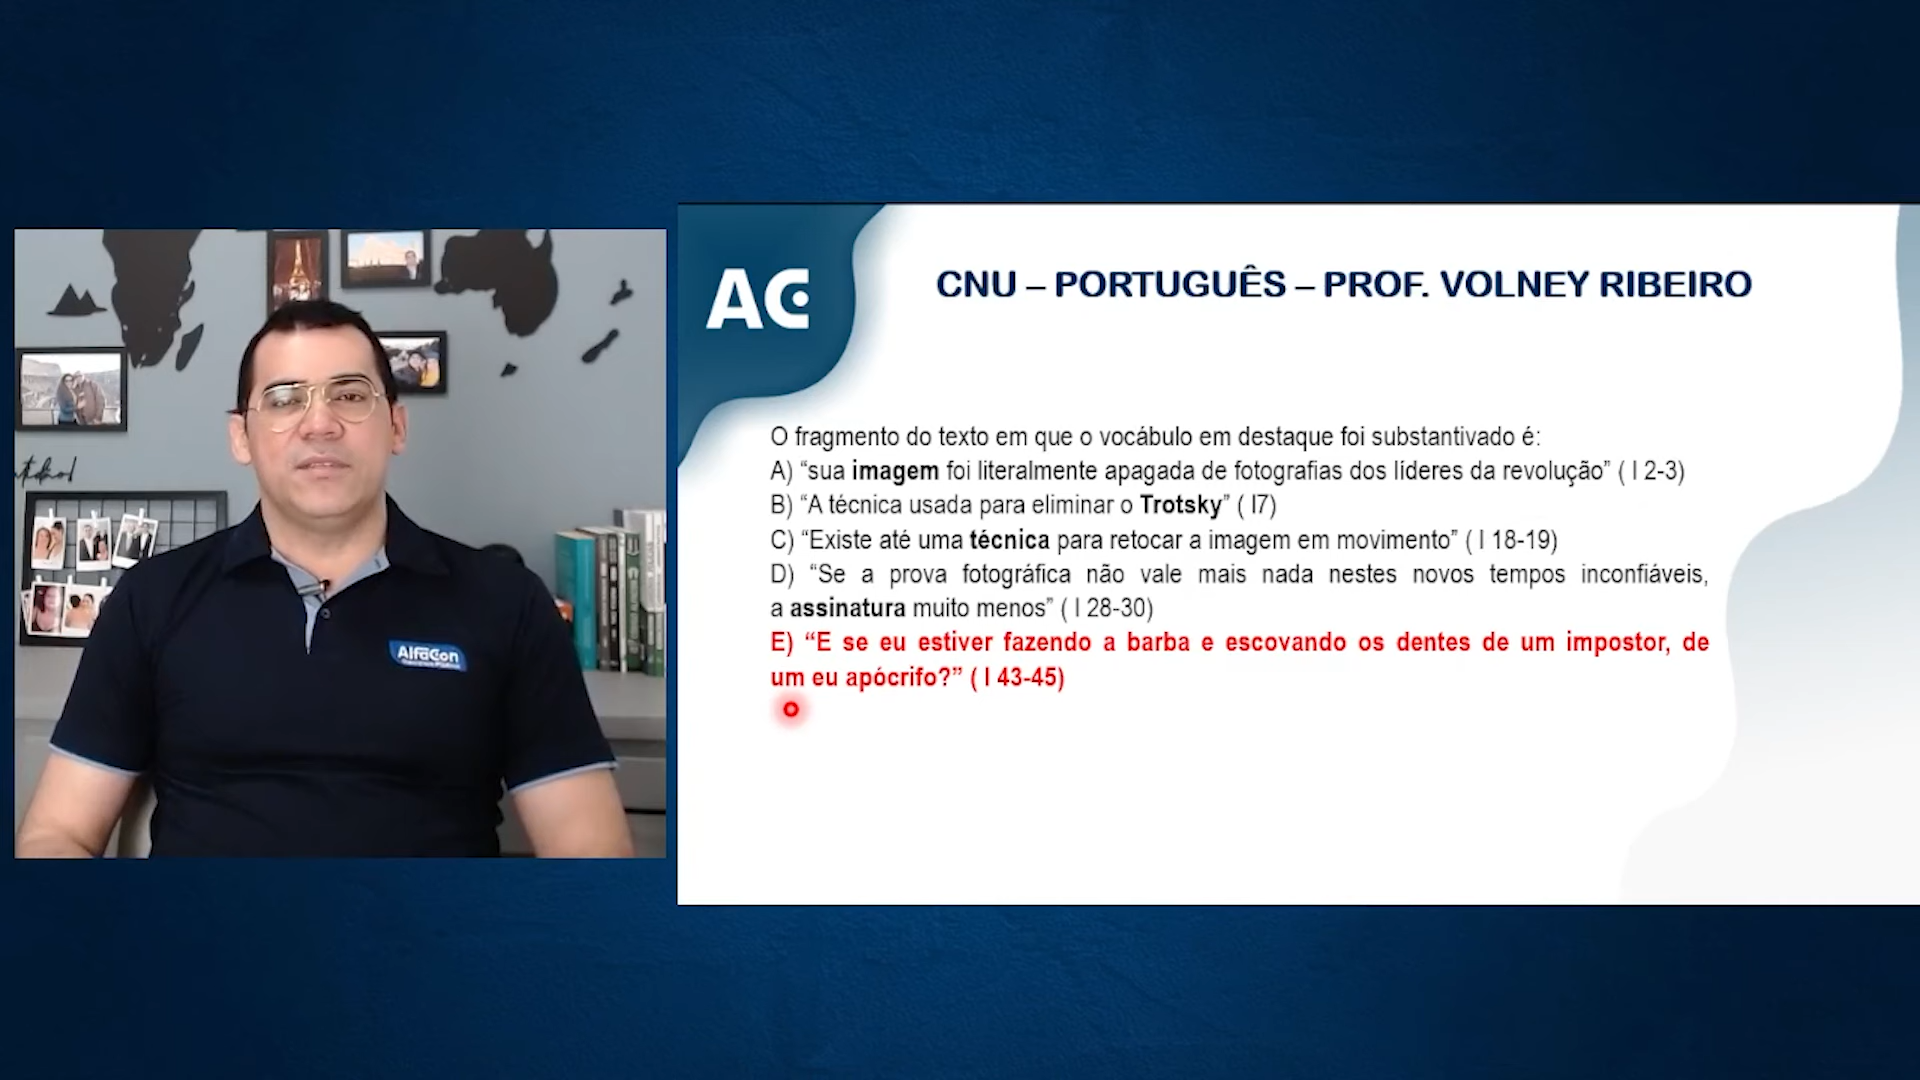 AC
CNU – PORTUGUÊS – PROF. VOLNEY RIBEIRO
O fragmento do texto em que o vocábulo em destaque foi substantivado é:
A) “sua imagem foi literalmente apagada de fotografias dos líderes da revolução” ( l 2-3)
B) “A técnica usada para eliminar o Trotsky” ( l7)
C) “Existe até uma técnica para retocar a imagem em movimento” ( l 18-19)
D) “Se a prova fotográfica não vale mais nada nestes novos tempos inconfiáveis,
a assinatura muito menos” ( l 28-30)
E) “E se eu estiver fazendo a barba e escovando os dentes de um impostor, de
um eu apócrifo?” ( l 43-45)
AlfaCon